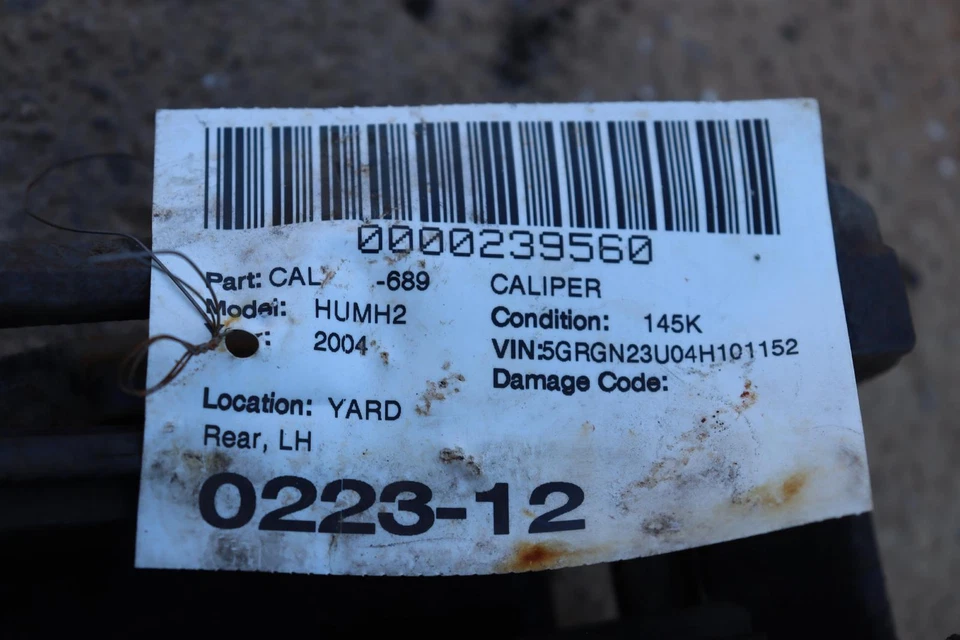 0000239560
Part: CAL -689 CALIPER
Model: HUMH2 Condition: 145K
2004 VIN:5GRGN23U04H101152
Damage Code:
Location: YARD
Rear, LH
0223-12